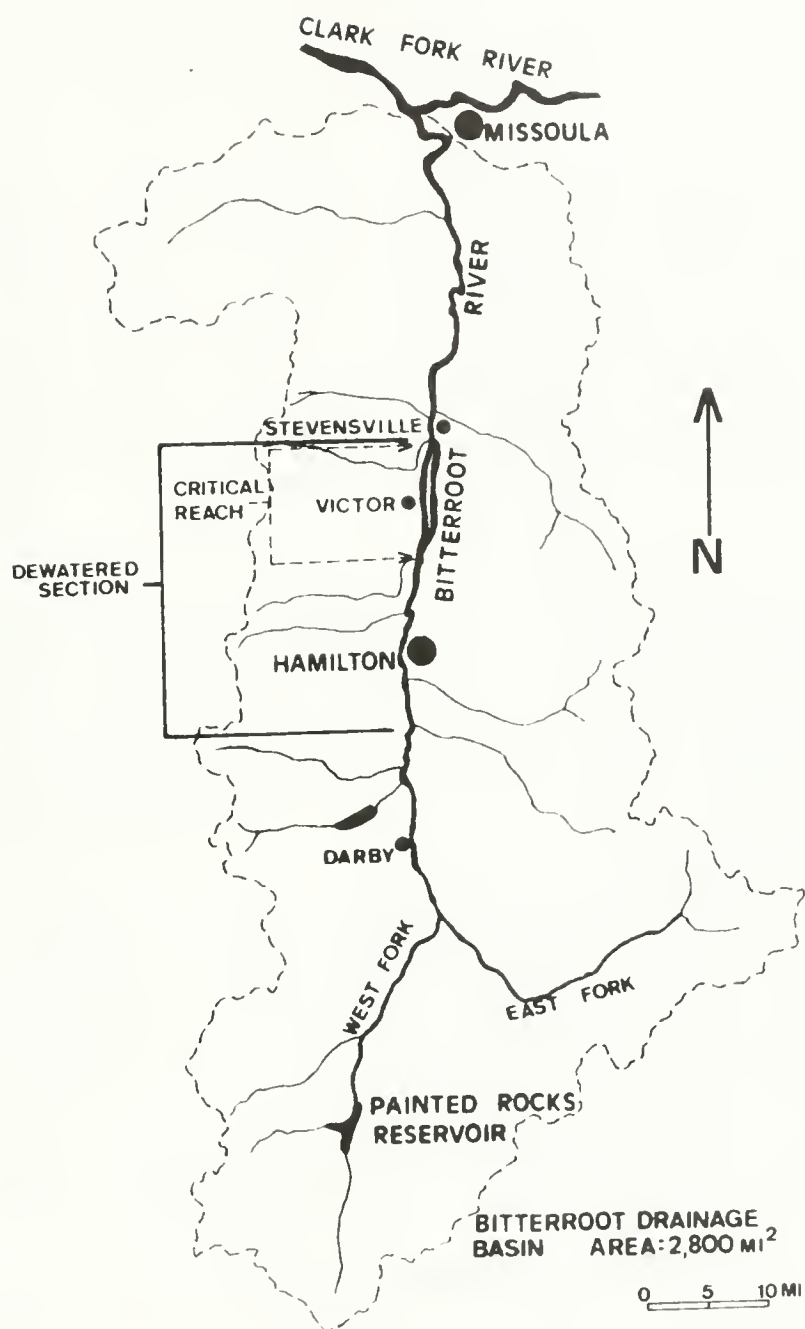 CLARK FORK RIVER
MISSOULA
RIVER
STEVENSVILLE
CRITICAL
REACH
VICTOR
BITTERROOT
DEWATERED
SECTION
N
HAMILTON
DARBY
WEST FORK
EAST FORK
PAINTED ROCKS
RESERVOIR
BITTERROOT DRAINAGE
BASIN AREA:2,800 MI²
0 5 10 MI